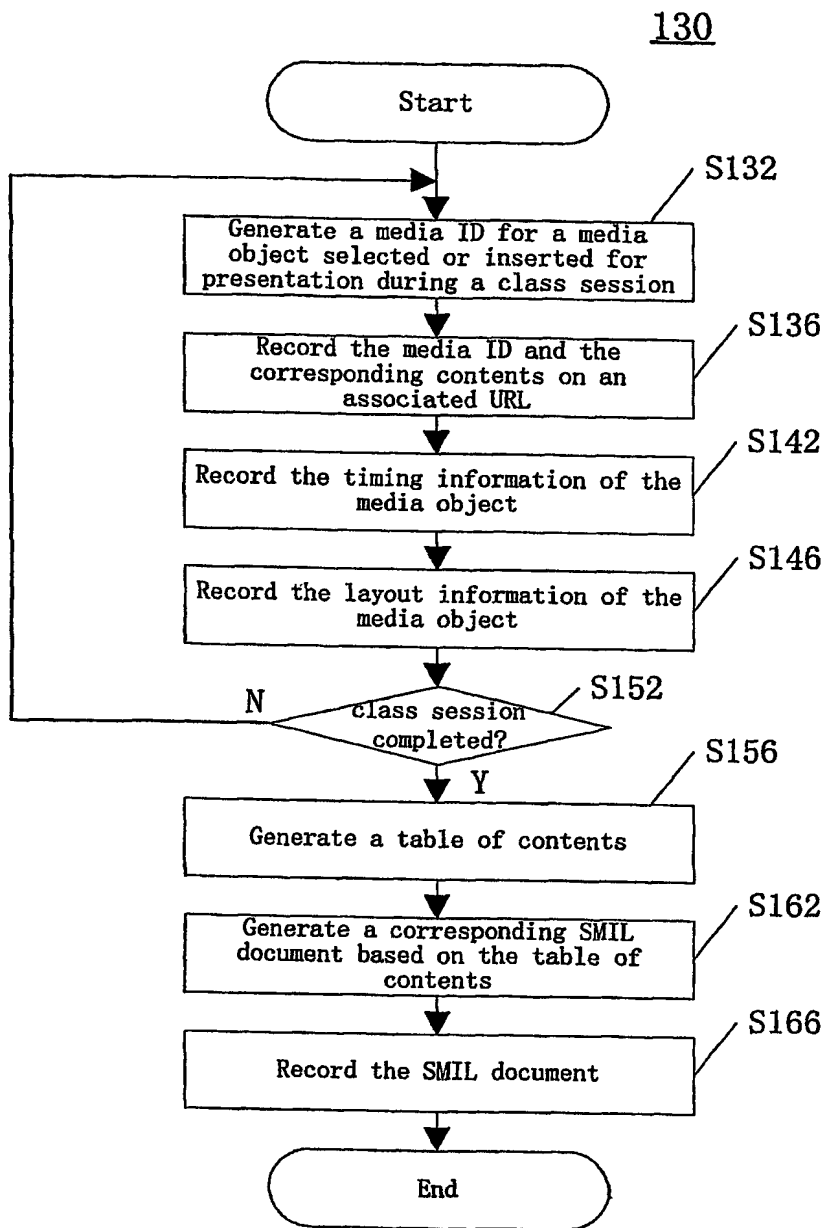 130
Start
S132
Generate a media ID for a media
object selected or inserted for
presentation during a class session
S136
Record the media ID and the
corresponding contents on an
associated URL
S142
Record the timing information of the
media object
S146
Record the layout information of the
media object
S152
N
class session
completed?
Y
S156
Generate a table of contents
S162
Generate a corresponding SMIL
document based on the table of
contents
S166
Record the SMIL document
End